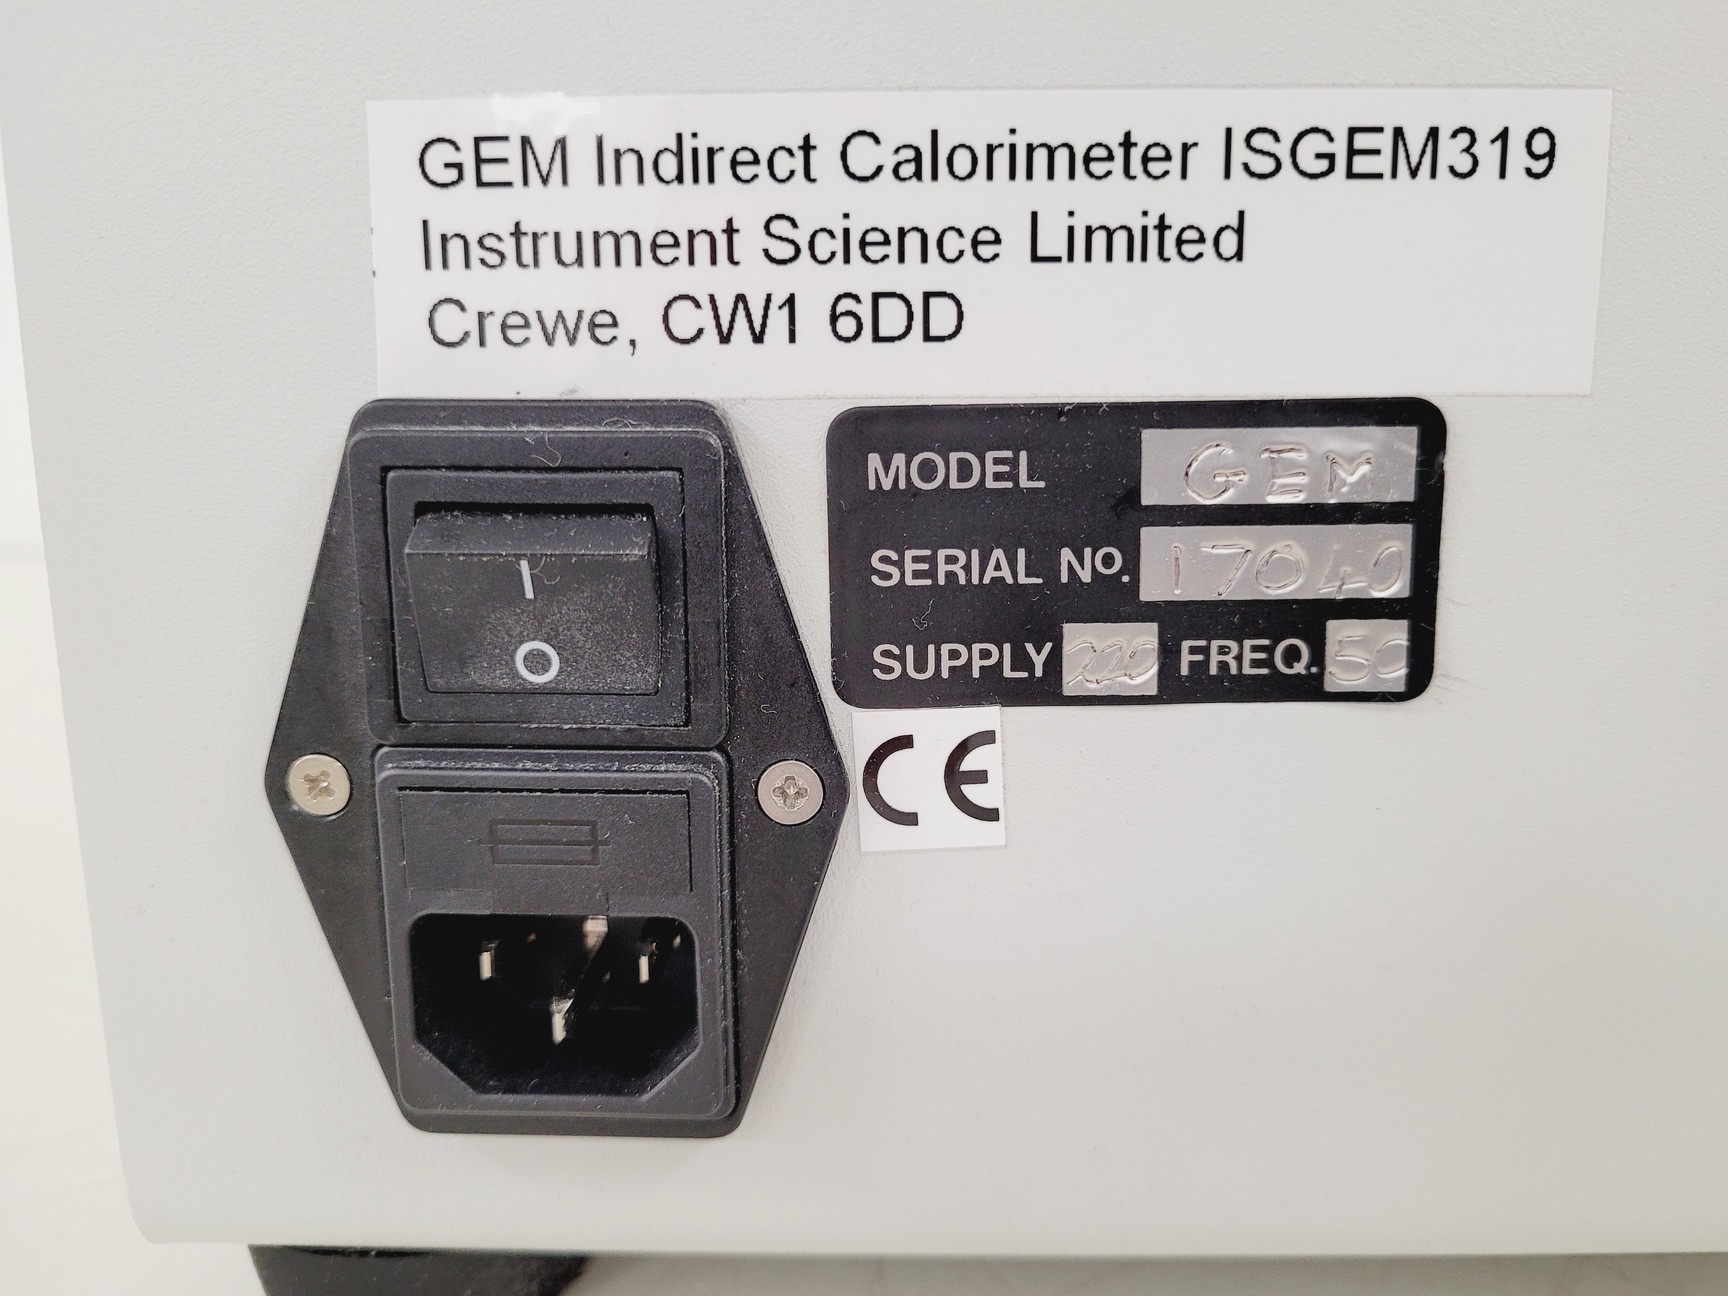 GEM Indirect Calorimeter ISGEM319
Instrument Science Limited
Crewe, CW1 6DD
MODEL GEM
SERIAL NO. 17040
SUPPLY 220 FREQ. 50
I
O
CE